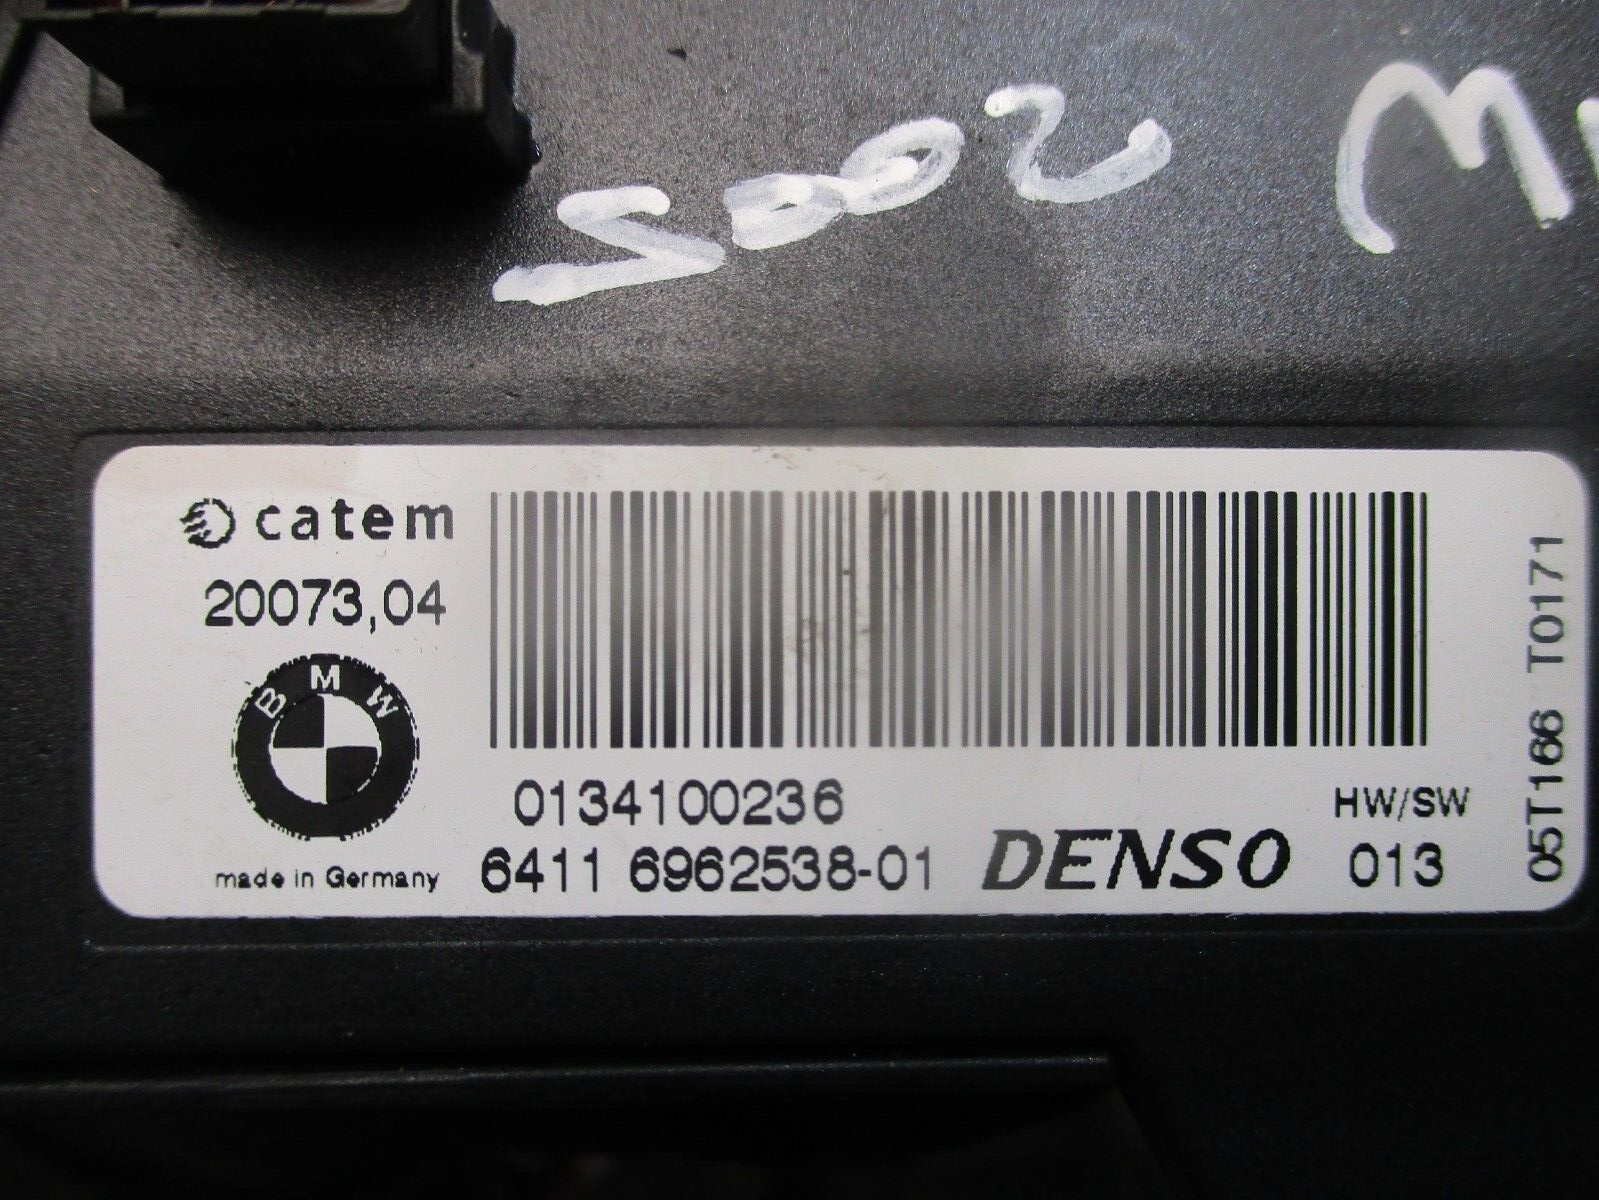 W 2005
catem
20073,04
BMW
made in Germany
0134100236
6411 6962538-01
DENSO
HW/SW
013
05T166 T0171